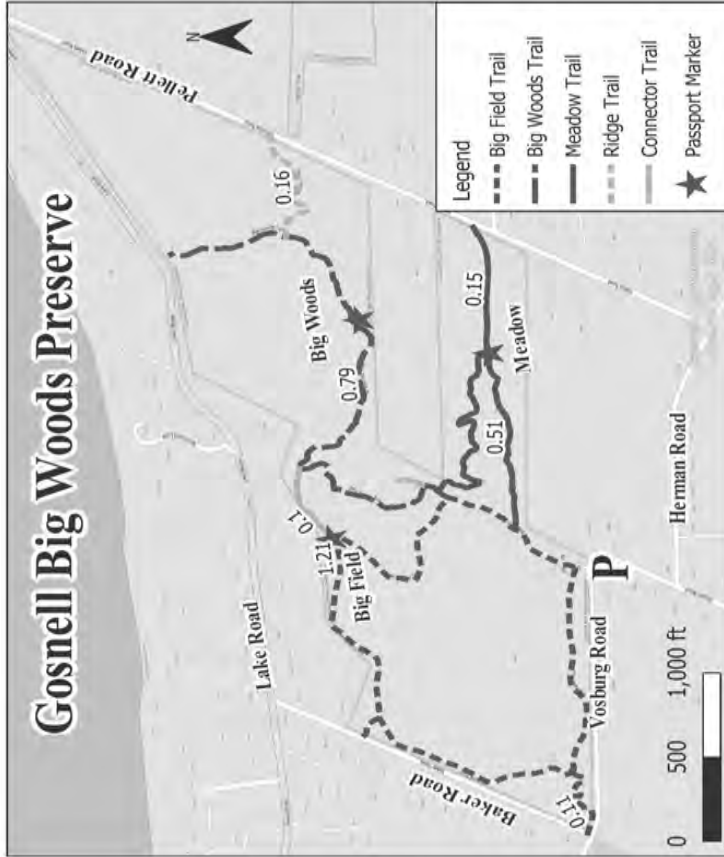 Gosnell Big Woods Preserve
N
Pellett Road
Lake Road
0.16
Big Woods
0.79
0.1
1.21
Big Field
0.15
0.51
Meadow
Baker Road
0.11
Vosburg Road
P
Herman Road
0 500 1,000 ft
Legend
Big Field Trail
Big Woods Trail
Meadow Trail
Ridge Trail
Connector Trail
Passport Marker